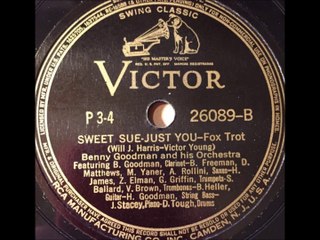 SWING CLASSIC
"HIS MASTER'S VOICE"
VICTOR
P 3-4
26089-B
SWEET SUE-JUST YOU—Fox Trot
(Will J. Harris-Victor Young)
Benny Goodman and his Orchestra
Featuring B. Goodman, Clarinet-B. Freeman, D.
Matthews, M. Yaner, A. Rollini, Saxes-H.
James, Z. Elman, G. Griffin, Trumpets-S.
Ballard, V. Brown, Trombones-B. Heller,
Guitar-H. Goodman, String Bass-
J. Stacey, Piano-D. Tough, Drums
RCA MANUFACTURING CO. INC. CAMDEN, N. J., U. S. A.